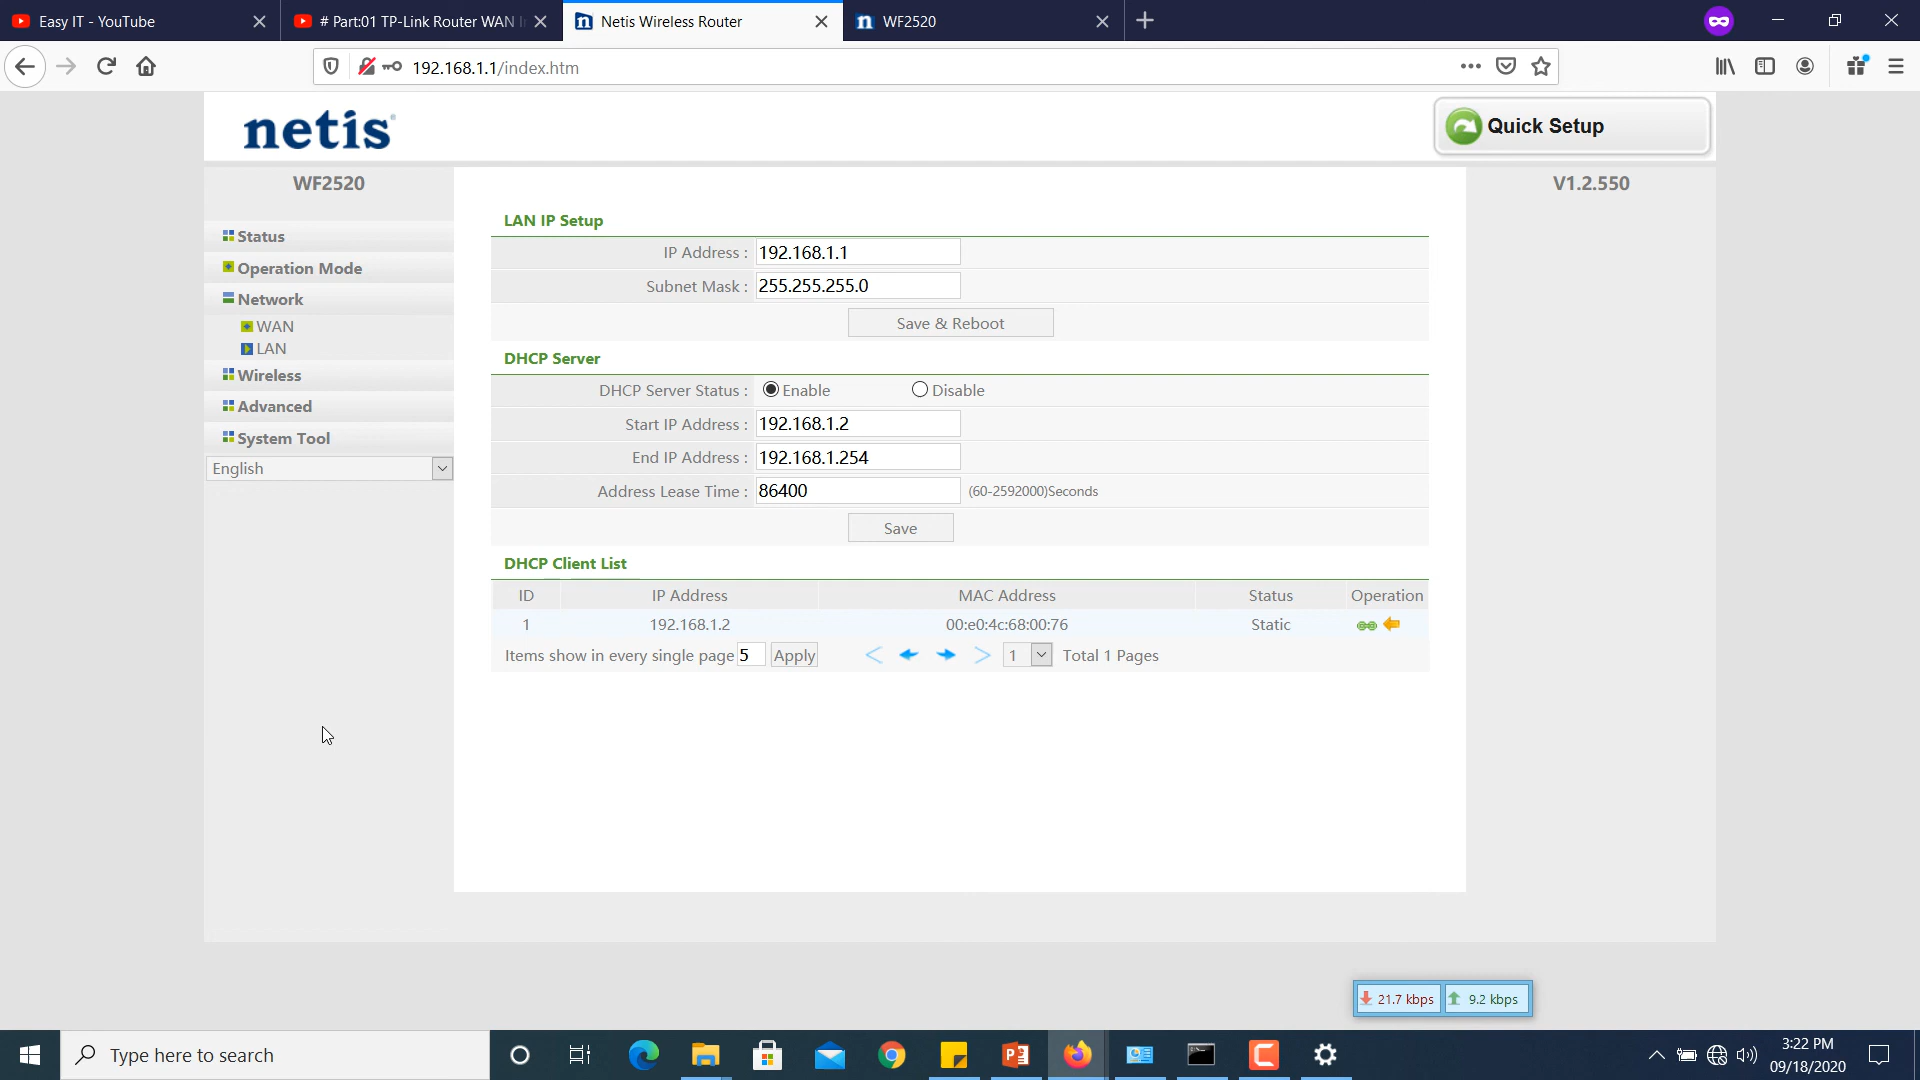 Easy IT - YouTube
# Part:01 TP-Link Router WAN
Netis Wireless Router
WF2520
192.168.1.1/index.htm
netis
Quick Setup
WF2520
V1.2.550
Status
Operation Mode
Network
WAN
LAN
Wireless
Advanced
System Tool
English
LAN IP Setup
IP Address : 192.168.1.1
Subnet Mask : 255.255.255.0
Save & Reboot
DHCP Server
DHCP Server Status : Enable Disable
Start IP Address : 192.168.1.2
End IP Address : 192.168.1.254
Address Lease Time : 86400 (60-2592000)Seconds
Save
DHCP Client List
ID IP Address MAC Address Status Operation
1 192.168.1.2 00:e0:4c:68:00:76 Static
Items show in every single page 5 Apply < > 1 Total 1 Pages
21.7 kbps 9.2 kbps
Type here to search
3:22 PM
09/18/2020